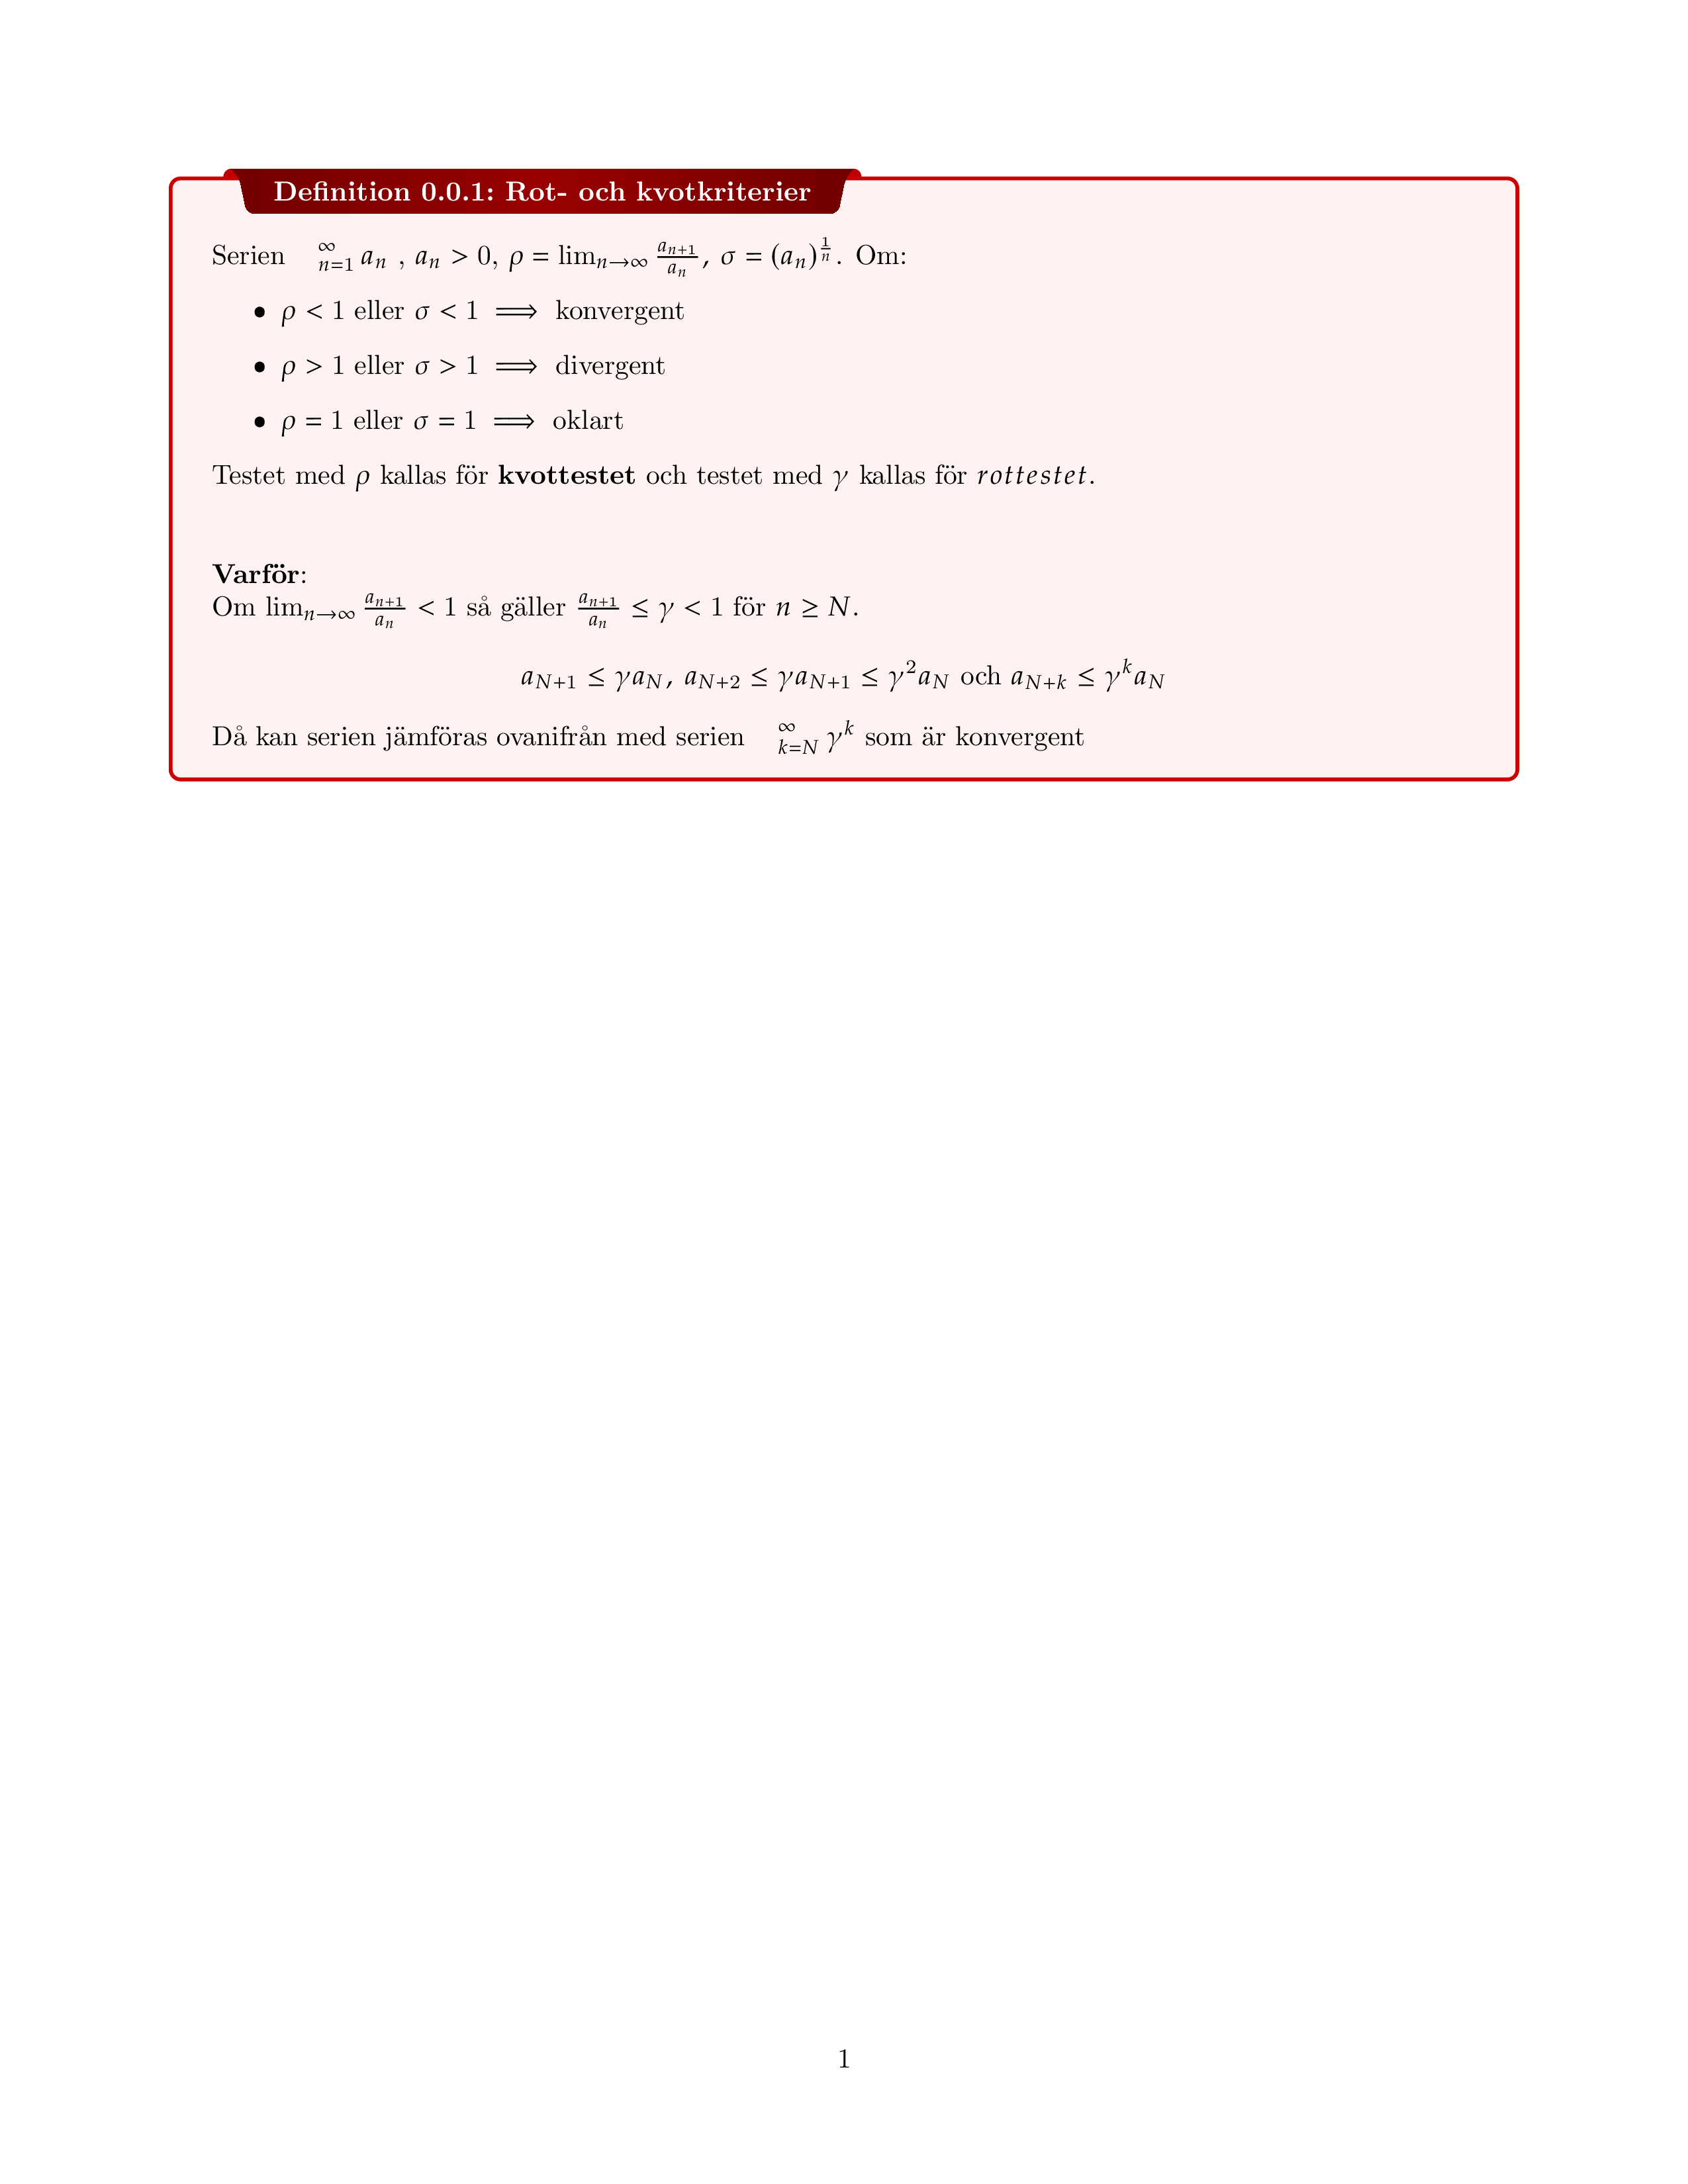 Definition 0.0.1: Rot- och kvotkriterier
Serien $_{n=1}^{\infty} a_n$ , $a_n > 0$, $\rho = \lim_{n \to \infty} \frac{a_{n+1}}{a_n}$, $\sigma = (a_n)^{\frac{1}{n}}$. Om:
• $\rho < 1$ eller $\sigma < 1 \implies$ konvergent
• $\rho > 1$ eller $\sigma > 1 \implies$ divergent
• $\rho = 1$ eller $\sigma = 1 \implies$ oklart
Testet med $\rho$ kallas för kvottestet och testet med $\gamma$ kallas för $rottestet$.
Varför:
Om $\lim_{n \to \infty} \frac{a_{n+1}}{a_n} < 1$ så gäller $\frac{a_{n+1}}{a_n} \leq \gamma < 1$ för $n \geq N$.
$a_{N+1} \leq \gamma a_N$, $a_{N+2} \leq \gamma a_{N+1} \leq \gamma^2 a_N$ och $a_{N+k} \leq \gamma^k a_N$
Då kan serien jämföras ovanifrån med serien $_{k=N}^{\infty} \gamma^k$ som är konvergent
1